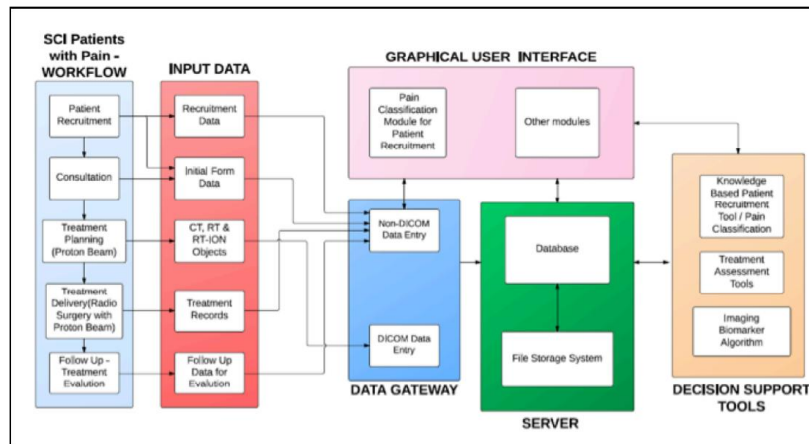 SCI Patients
with Pain -
WORKFLOW
Patient
Recruitment
Consultation
Treatment
Planning
(Proton Beam)
Treatment
Delivery(Radio
Surgery with
Proton Beam)
Follow Up -
Treatment
Evalution
INPUT DATA
Recruitment
Data
Initial Form
Data
CT, RT &
RT-ION
Objects
Treatment
Records
Follow Up
Data for
Evalution
GRAPHICAL USER INTERFACE
Pain
Classification
Module for
Patient
Recruitment
Other modules
Non-DICOM
Data Entry
DICOM Data
Entry
DATA GATEWAY
Database
File Storage System
SERVER
Knowledge
Based Patient
Recruitment
Tool / Pain
Classification
Treatment
Assessment
Tools
Imaging
Biomarker
Algorithm
DECISION SUPPORT
TOOLS